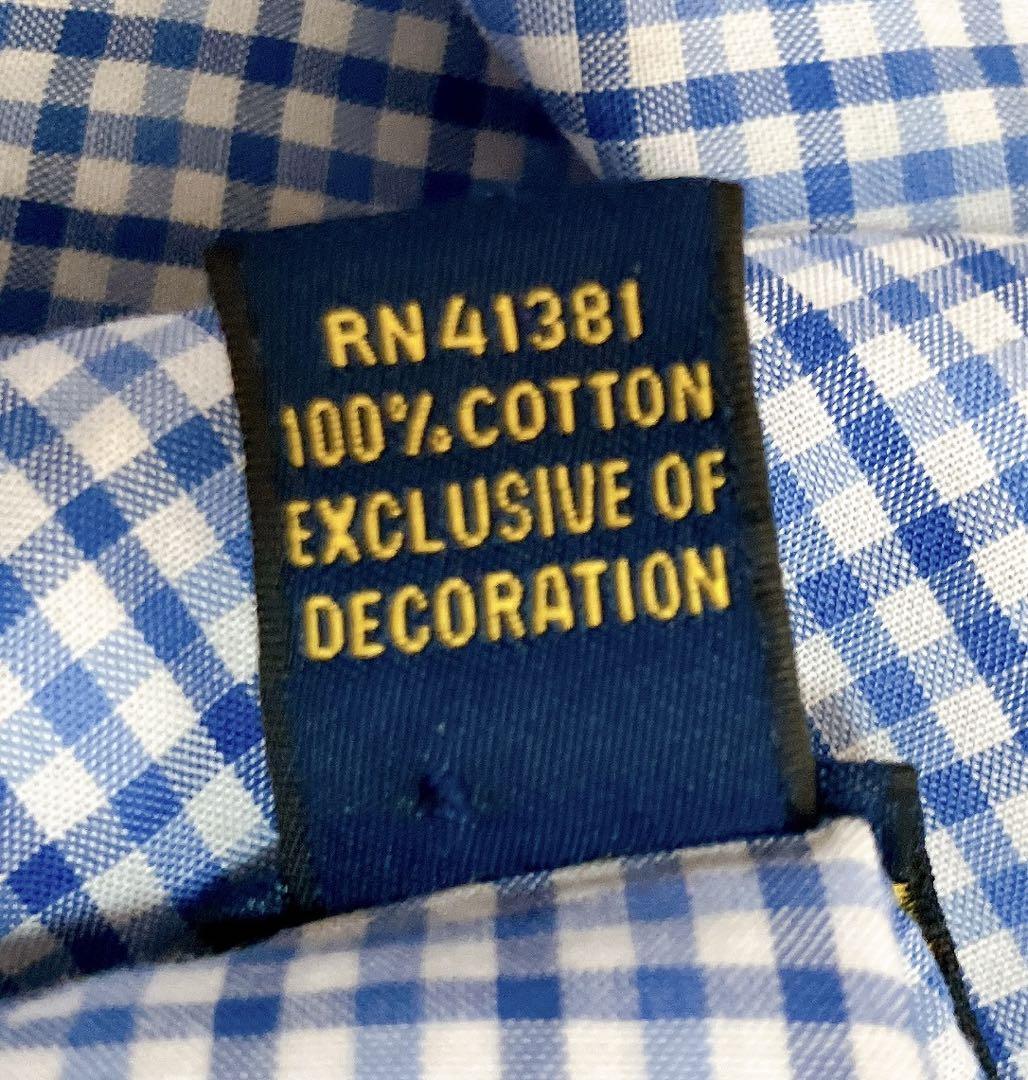 RN 41381
100% COTTON
EXCLUSIVE OF
DECORATION